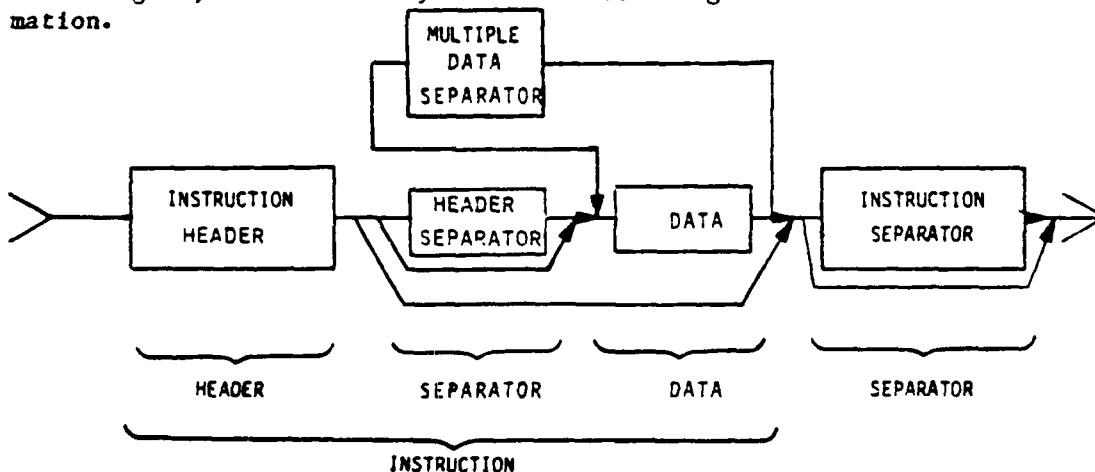 mation.
MULTIPLE
DATA
SEPARATOR
INSTRUCTION
HEADER
HEADER
SEPARATOR
DATA
INSTRUCTION
SEPARATOR
HEADER
SEPARATOR
DATA
SEPARATOR
INSTRUCTION